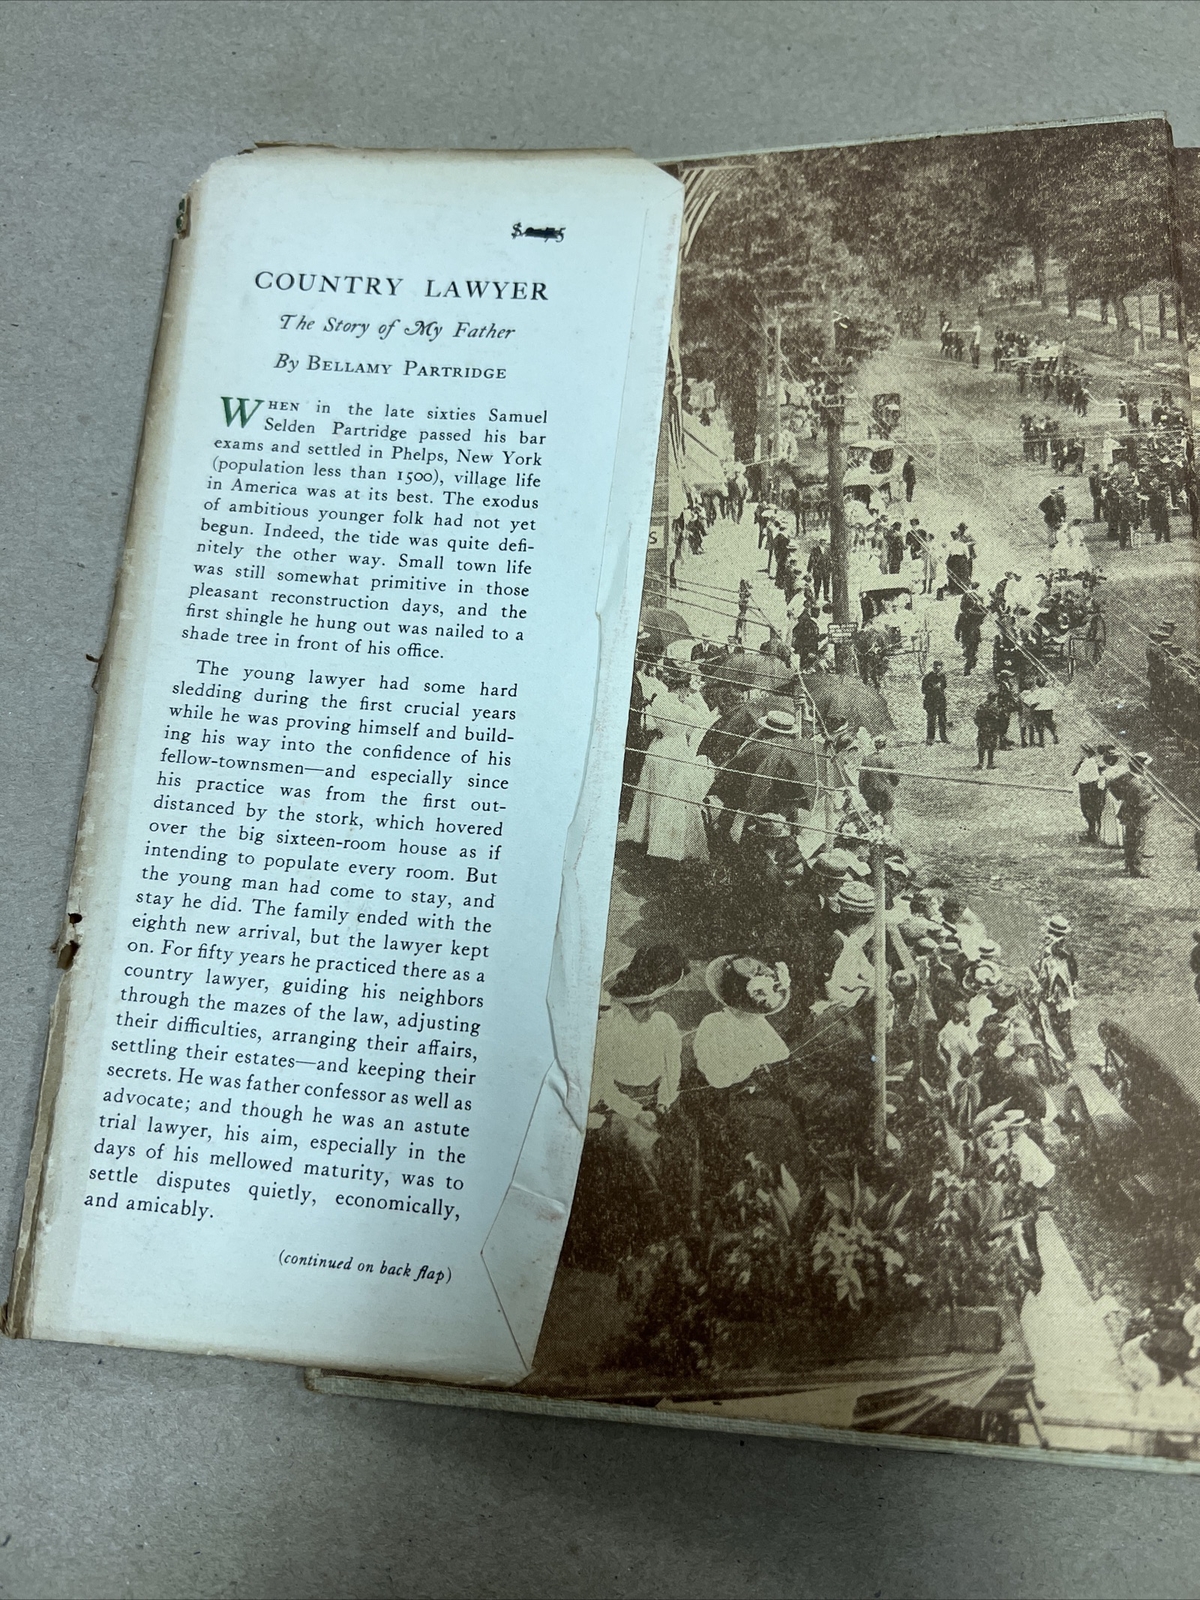 COUNTRY LAWYER
The Story of My Father
By BELLAMY PARTRIDGE
WHEN in the late sixties Samuel
Selden Partridge passed his bar
exams and settled in Phelps, New York
(population less than 1500), village life
in America was at its best. The exodus
of ambitious younger folk had not yet
begun. Indeed, the tide was quite defi-
nitely the other way. Small town life
was still somewhat primitive in those
pleasant reconstruction days, and the
first shingle he hung out was nailed to a
shade tree in front of his office.
The young lawyer had some hard
sledding during the first crucial years
while he was proving himself and build-
ing his way into the confidence of his
fellow-townsmen—and especially since
his practice was from the first out-
distanced by the stork, which hovered
over the big sixteen-room house as if
intending to populate every room. But
the young man had come to stay, and
stay he did. The family ended with the
eighth new arrival, but the lawyer kept
on. For fifty years he practiced there as a
country lawyer, guiding his neighbors
through the mazes of the law, adjusting
their difficulties, arranging their affairs,
settling their estates—and keeping their
secrets. He was father confessor as well as
advocate; and though he was an astute
trial lawyer, his aim, especially in the
days of his mellowed maturity, was to
settle disputes quietly, economically,
and amicably.
(continued on back flap)